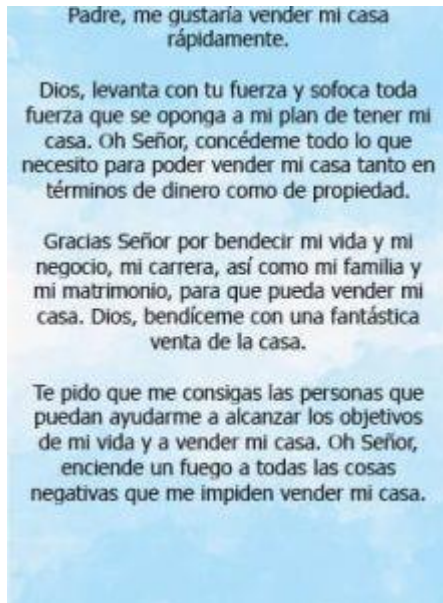 Padre, me gustaría vender mi casa
rápidamente.
Dios, levanta con tu fuerza y sofoca toda
fuerza que se oponga a mi plan de tener mi
casa. Oh Señor, concédeme todo lo que
necesito para poder vender mi casa tanto en
términos de dinero como de propiedad.
Gracias Señor por bendecir mi vida y mi
negocio, mi carrera, así como mi familia y
mi matrimonio, para que pueda vender mi
casa. Dios, bendíceme con una fantástica
venta de la casa.
Te pido que me consigas las personas que
puedan ayudarme a alcanzar los objetivos
de mi vida y a vender mi casa. Oh Señor,
enciende un fuego a todas las cosas
negativas que me impiden vender mi casa.